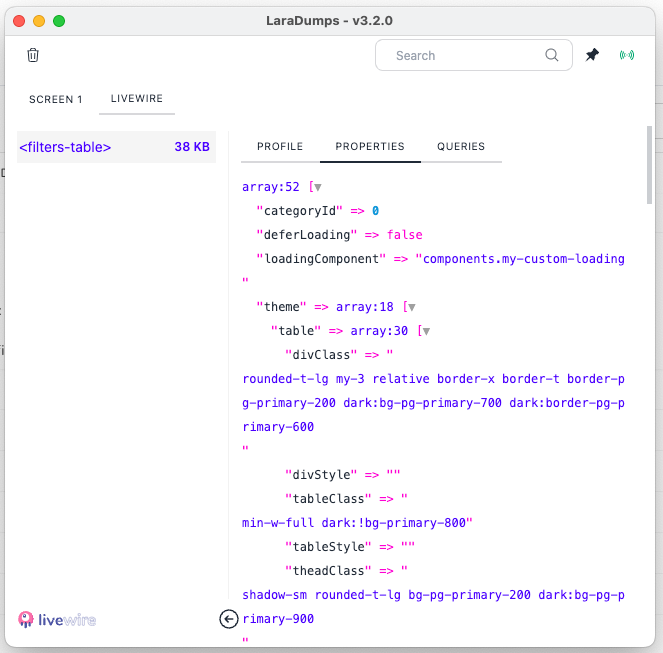 LaraDumps - v3.2.0
Search
SCREEN 1
LIVEWIRE
<filters-table>
38 KB
PROFILE
PROPERTIES
QUERIES
array:52 [▼
"categoryId" => 0
"deferLoading" => false
"loadingComponent" => "components.my-custom-loading
"
"theme" => array:18 [▼
"table" => array:30 [▼
"divClass" => "
rounded-t-lg my-3 relative border-x border-t border-p
g-primary-200 dark:bg-pg-primary-700 dark:border-pg-p
rimary-600
"
"divStyle" => ""
"tableClass" => "
min-w-full dark:!bg-primary-800"
"tableStyle" => ""
"theadClass" => "
shadow-sm rounded-t-lg bg-pg-primary-200 dark:bg-pg-p
rimary-900
"
livewire